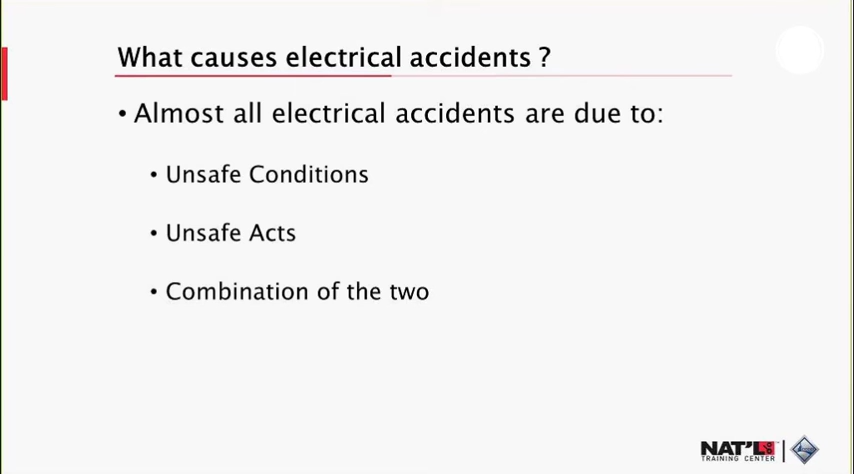 What causes electrical accidents ?
• Almost all electrical accidents are due to:
• Unsafe Conditions
• Unsafe Acts
• Combination of the two
NAT'L
TRAINING CENTER